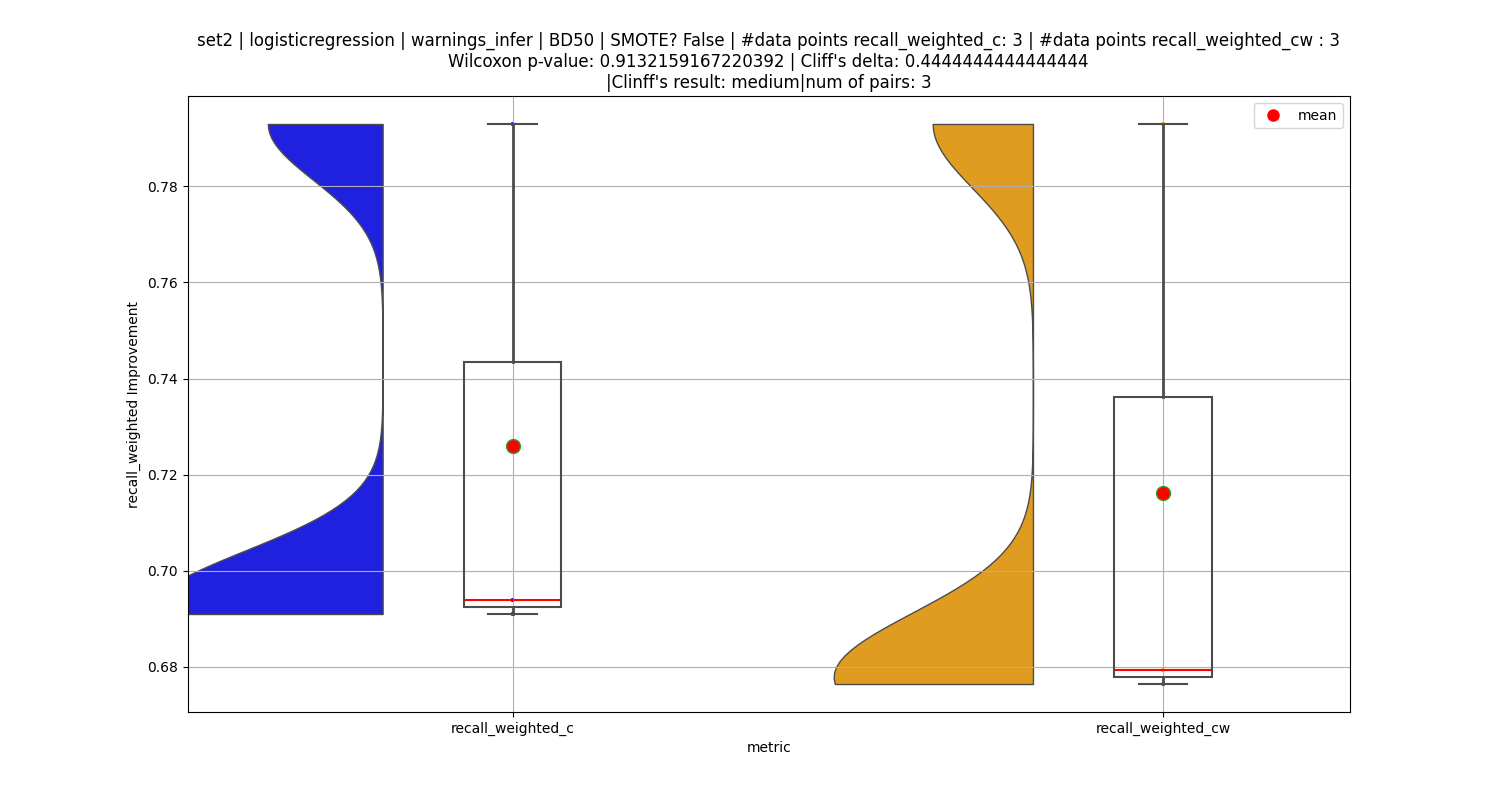 set2 | logisticregression | warnings_infer | BD50 | SMOTE? False | #data points recall_weighted_c: 3 | #data points recall_weighted_cw : 3
Wilcoxon p-value: 0.9132159167220392 | Cliff's delta: 0.4444444444444444
|Clinff's result: medium|num of pairs: 3
mean
0.78
0.76
0.74
0.72
0.70
0.68
recall_weighted Improvement
recall_weighted_c
recall_weighted_cw
metric